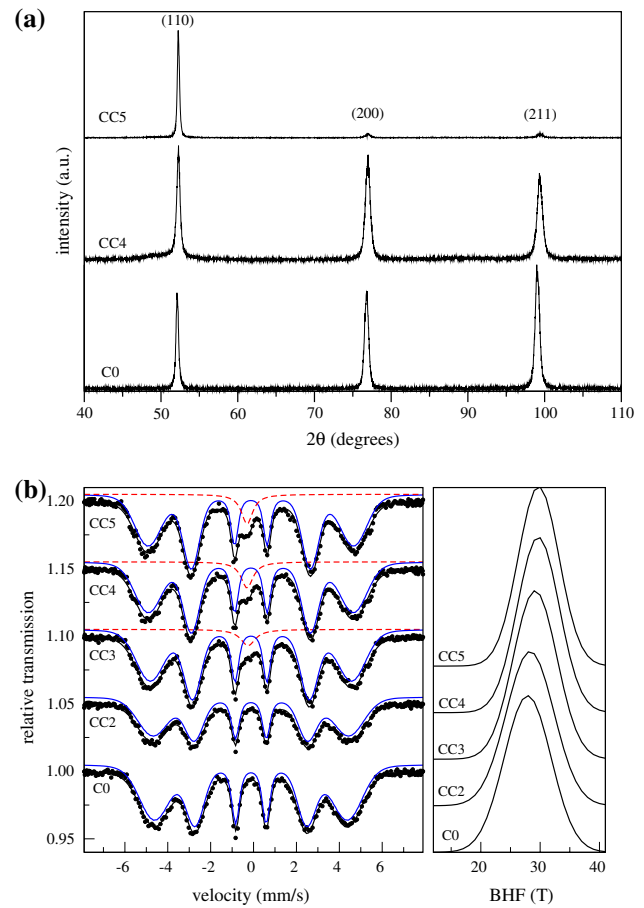 (a)
(110)
(200)
(211)
CC5
CC4
C0
intensity (a.u.)
40 50 60 70 80 90 100 110
2θ (degrees)
(b)
1.20
1.15
1.10
1.05
1.00
0.95
relative transmission
CC5
CC4
CC3
CC2
C0
-6 -4 -2 0 2 4 6
velocity (mm/s)
CC5
CC4
CC3
CC2
C0
20 30 40
BHF (T)